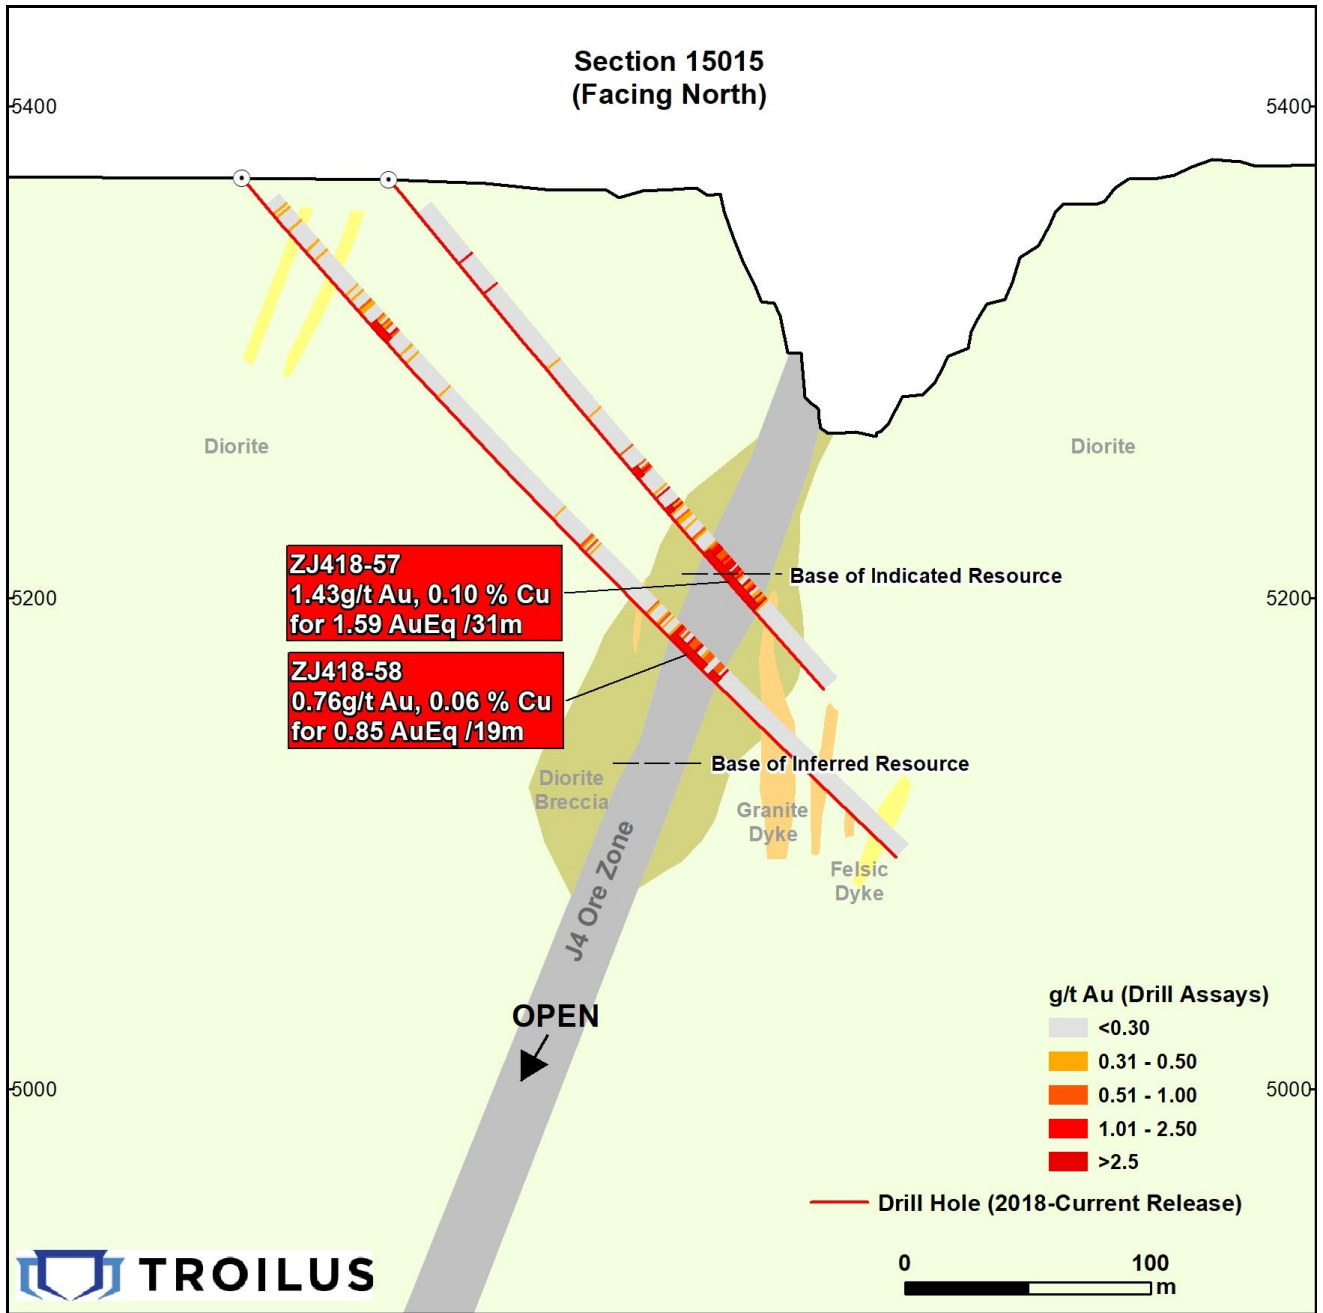 Section 15015
(Facing North)
5400
5400
Diorite
Diorite
ZJ418-57
1.43g/t Au, 0.10 % Cu
for 1.59 AuEq /31m
Base of Indicated Resource
5200
5200
ZJ418-58
0.76g/t Au, 0.06 % Cu
for 0.85 AuEq /19m
Base of Inferred Resource
Diorite
Breccia
Granite
Dyke
J4 Ore Zone
Felsic
Dyke
OPEN
5000
5000
g/t Au (Drill Assays)
<0.30
0.31 - 0.50
0.51 - 1.00
1.01 - 2.50
>2.5
Drill Hole (2018-Current Release)
0
100
m
TROILUS